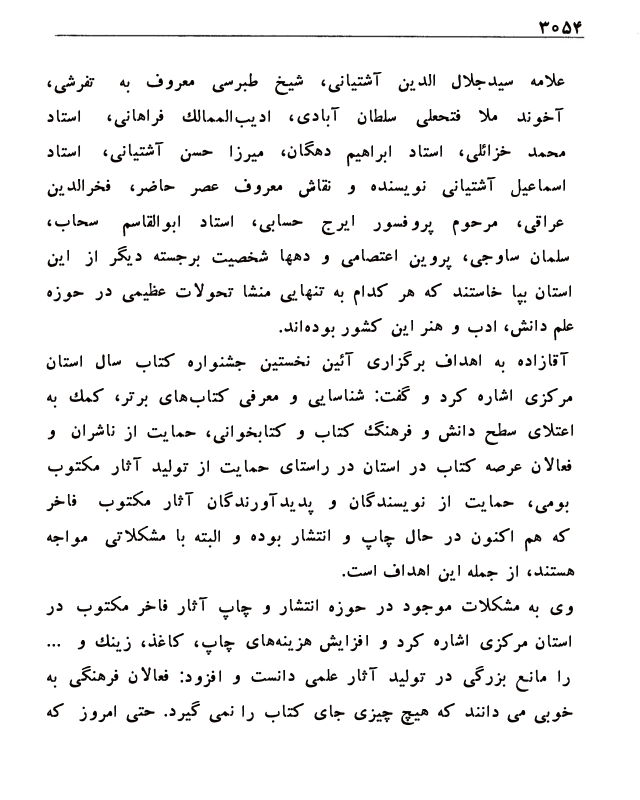 ۳۰۵۴
علامه سیدجلال الدین آشتیانی، شیخ طبرسی معروف به تفرشی،
آخوند ملا فتحعلی سلطان آبادی، ادیب‌الممالک فراهانی، استاد
محمد خزائلی، استاد ابراهیم دهگان، میرزا حسن آشتیانی، استاد
اسماعیل آشتیانی نویسنده و نقاش معروف عصر حاضر، فخرالدین
عراقی، مرحوم پروفسور ایرج حسابی، استاد ابوالقاسم سحاب،
سلمان ساوجی، پروین اعتصامی و دهها شخصیت برجسته دیگر از این
استان بپا خاستند که هر کدام به تنهایی منشا تحولات عظیمی در حوزه
علم دانش، ادب و هنر این کشور بوده‌اند.
آقازاده به اهداف برگزاری آئین نخستین جشنواره کتاب سال استان
مرکزی اشاره کرد و گفت: شناسایی و معرفی کتاب‌های برتر، کمک به
اعتلای سطح دانش و فرهنگ کتاب و کتابخوانی، حمایت از ناشران و
فعالان عرصه کتاب در استان در راستای حمایت از تولید آثار مکتوب
بومی، حمایت از نویسندگان و پدیدآورندگان آثار مکتوب فاخر
که هم اکنون در حال چاپ و انتشار بوده و البته با مشکلاتی مواجه
هستند، از جمله این اهداف است.
وی به مشکلات موجود در حوزه انتشار و چاپ آثار فاخر مکتوب در
استان مرکزی اشاره کرد و افزایش هزینه‌های چاپ، کاغذ، زینک و ...
را مانع بزرگی در تولید آثار علمی دانست و افزود: فعالان فرهنگی به
خوبی می دانند که هیچ چیزی جای کتاب را نمی گیرد. حتی امروز که